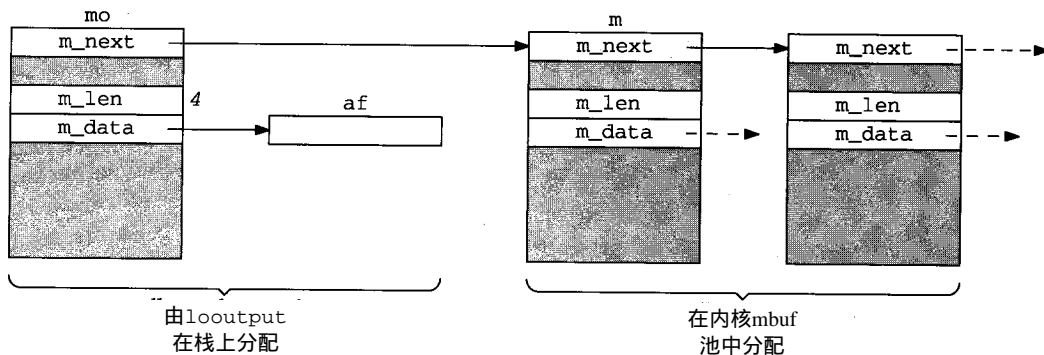 mo
m_next
m_len
4
m_data
af
m
m_next
m_len
m_data
m_next
m_len
m_data
由looutput
在栈上分配
在内核mbuf
池中分配